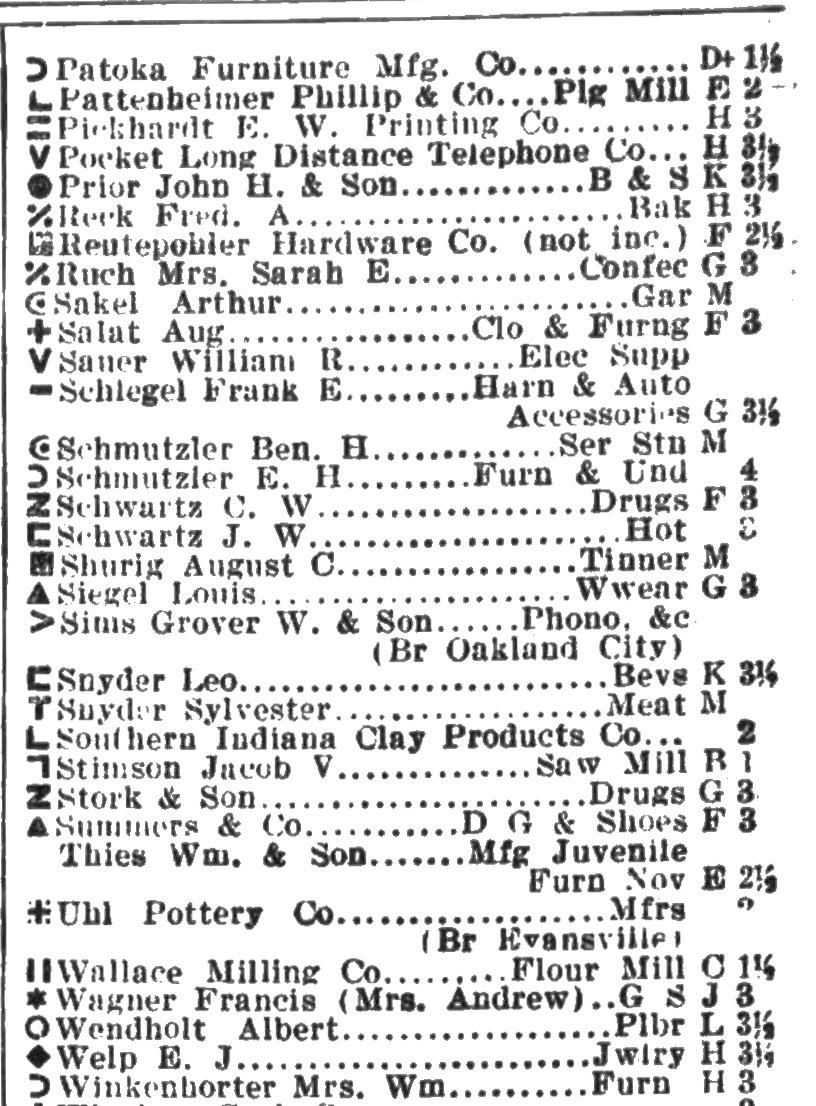 Patoka Furniture Mfg. Co............. D+ 1½
Pattenheimer Phillip & Co....Plg Mill E 2
Pickhardt E. W. Printing Co......... H 3
Pocket Long Distance Telephone Co... H 3½
Prior John H. & Son.............B & S K 3½
Reck Fred. A.......................Bak H 3
Reutepohler Hardware Co. (not inc.) F 2½
Ruch Mrs. Sarah E.............Confec G 3
Sakel Arthur........................Gar M
Salat Aug..................Clo & Furng F 3
Sauer William R............Elec Supp
Schlegel Frank E.........Harn & Auto
Accessories G 3½
Schmutzler Ben. H.............Ser Stn M
Schmutzler E. H.........Furn & Und 4
Schwartz C. W...................Drugs F 3
Schwartz J. W......................Hot
Shurig August C.................Tinner M
Siegel Louis......................Wwear G 3
Sims Grover W. & Son......Phono, &c
(Br Oakland City)
Snyder Leo..........................Bevs K 3½
Snyder Sylvester...................Meat M
Southern Indiana Clay Products Co... 2
Stimson Jacob V..............Saw Mill B 1
Stork & Son.......................Drugs G 3
Summers & Co...........D G & Shoes F 3
Thies Wm. & Son.......Mfg Juvenile
Furn Nov E 2½
Uhl Pottery Co...................Mfrs
(Br Evansville)
Wallace Milling Co.........Flour Mill C 1½
Wagner Francis (Mrs. Andrew)..G S J 3
Wendholt Albert...................Plbr L 3½
Welp E. J.........................Jwlry H 3½
Winkenhorter Mrs. Wm..........Furn H 3